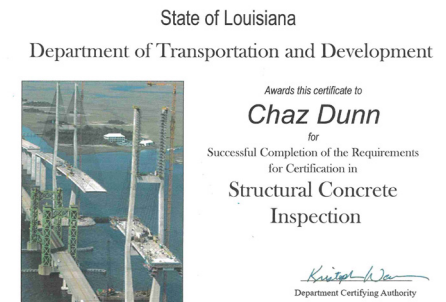 State of Louisiana
Department of Transportation and Development
Awards this certificate to
Chaz Dunn
for
Successful Completion of the Requirements
for Certification in
Structural Concrete
Inspection
Department Certifying Authority